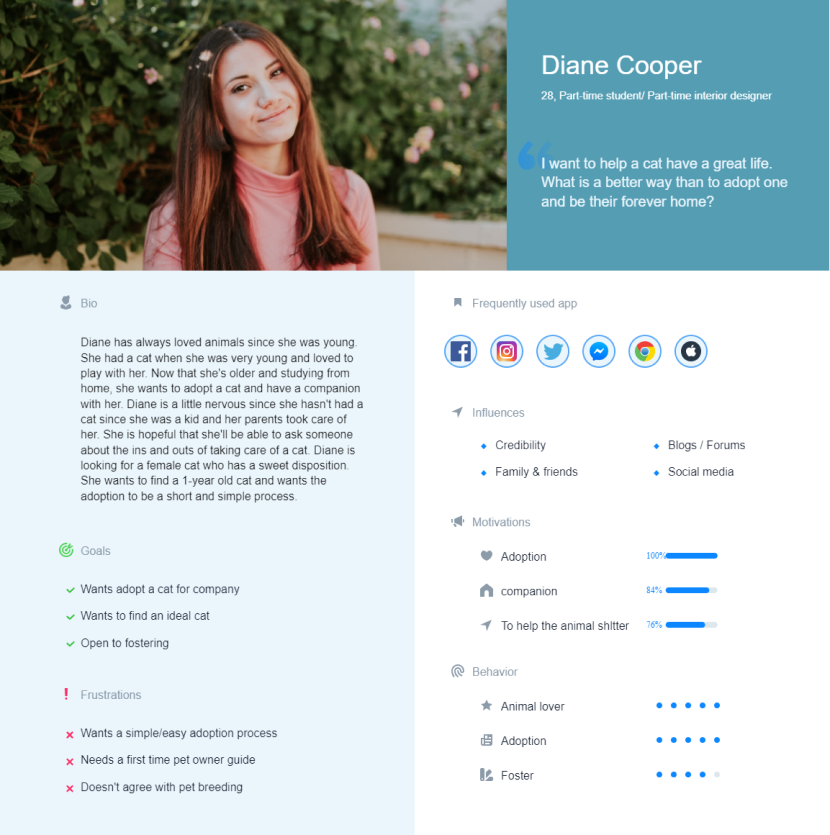 Diane Cooper
28, Part-time student/ Part-time interior designer
I want to help a cat have a great life.
What is a better way than to adopt one
and be their forever home?
Bio
Diane has always loved animals since she was young.
She had a cat when she was very young and loved to
play with her. Now that she's older and studying from
home, she wants to adopt a cat and have a companion
with her. Diane is a little nervous since she hasn't had a
cat since she was a kid and her parents took care of
her. She is hopeful that she'll be able to ask someone
about the ins and outs of taking care of a cat. Diane is
looking for a female cat who has a sweet disposition.
She wants to find a 1-year old cat and wants the
adoption to be a short and simple process.
Goals
Wants adopt a cat for company
Wants to find an ideal cat
Open to fostering
Frustrations
Wants a simple/easy adoption process
Needs a first time pet owner guide
Doesn't agree with pet breeding
Frequently used app
Influences
Credibility
Blogs / Forums
Family & friends
Social media
Motivations
Adoption 100%
companion 84%
To help the animal shltter 76%
Behavior
Animal lover
Adoption
Foster